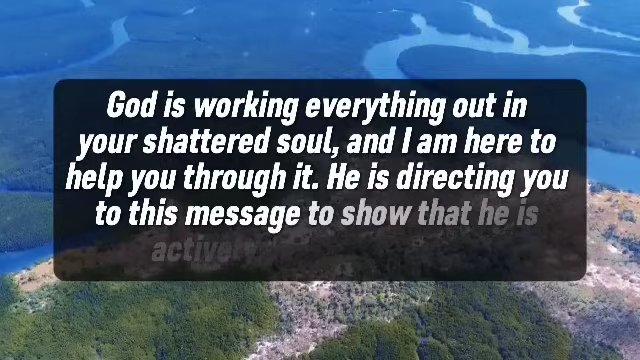 God is working everything out in
your shattered soul, and I am here to
help you through it. He is directing you
to this message to show that he is